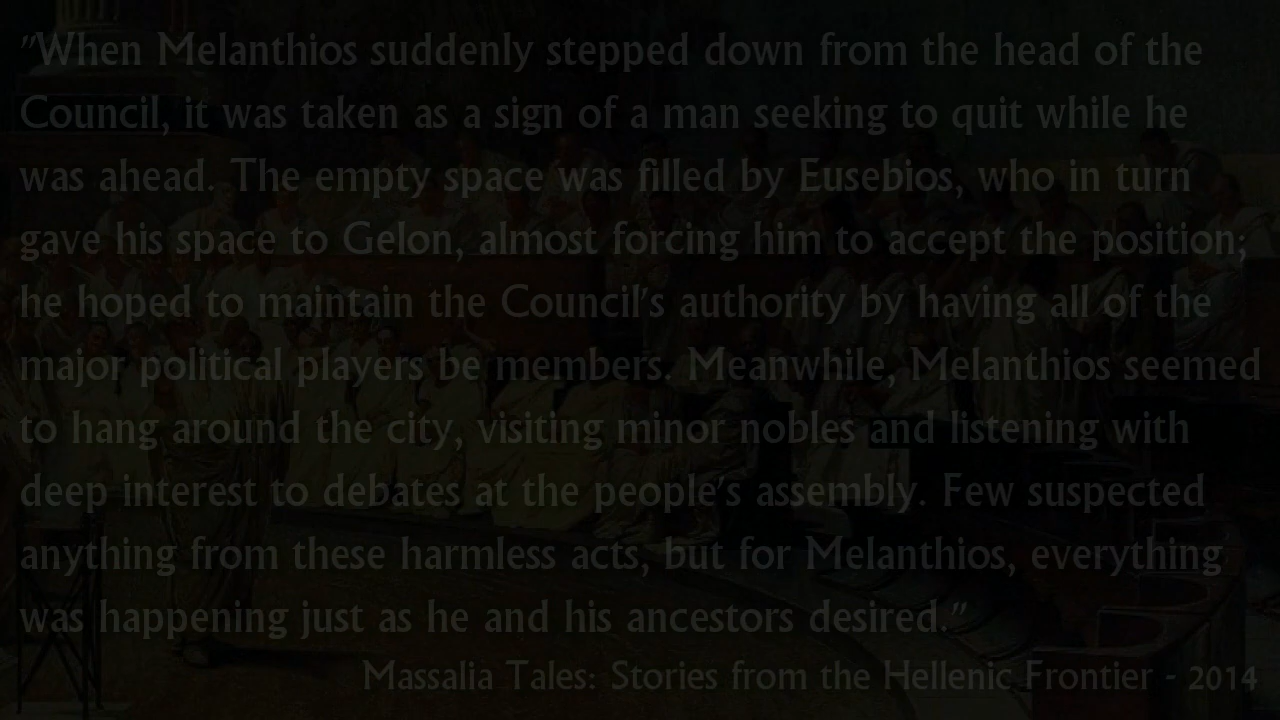 "When Melanthios suddenly stepped down from the head of the
Council, it was taken as a sign of a man seeking to quit while he
was ahead. The empty space was filled by Eusebios, who in turn
gave his space to Gelon, almost forcing him to accept the position;
he hoped to maintain the Council's authority by having all of the
major political players be members. Meanwhile, Melanthios seemed
to hang around the city, visiting minor nobles and listening with
deep interest to debates at the people's assembly. Few suspected
anything from these harmless acts, but for Melanthios, everything
was happening just as he and his ancestors desired."
Massalia Tales: Stories from the Hellenic Frontier - 2014